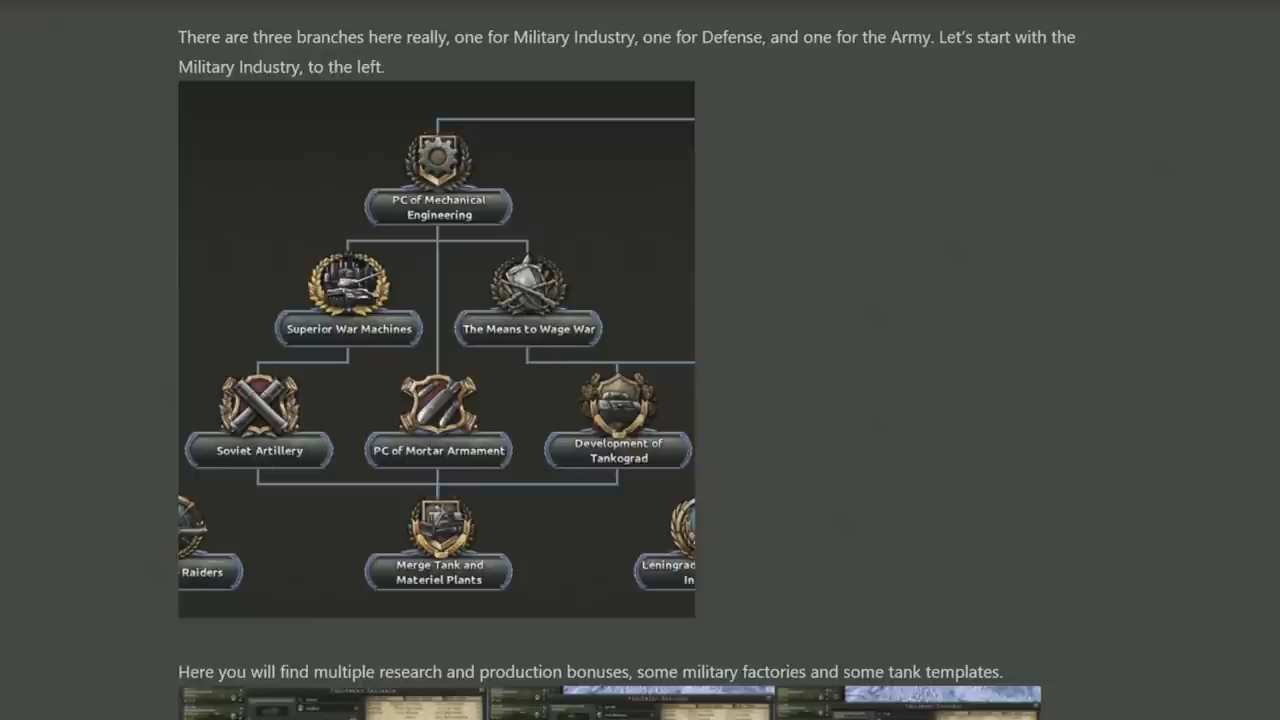 There are three branches here really, one for Military Industry, one for Defense, and one for the Army. Let's start with the
Military Industry, to the left.
PC of Mechanical
Engineering
Superior War Machines
The Means to Wage War
Soviet Artillery
PC of Mortar Armament
Development of
Tankograd
Raiders
Merge Tank and
Materiel Plants
Leningrad
In
Here you will find multiple research and production bonuses, some military factories and some tank templates.